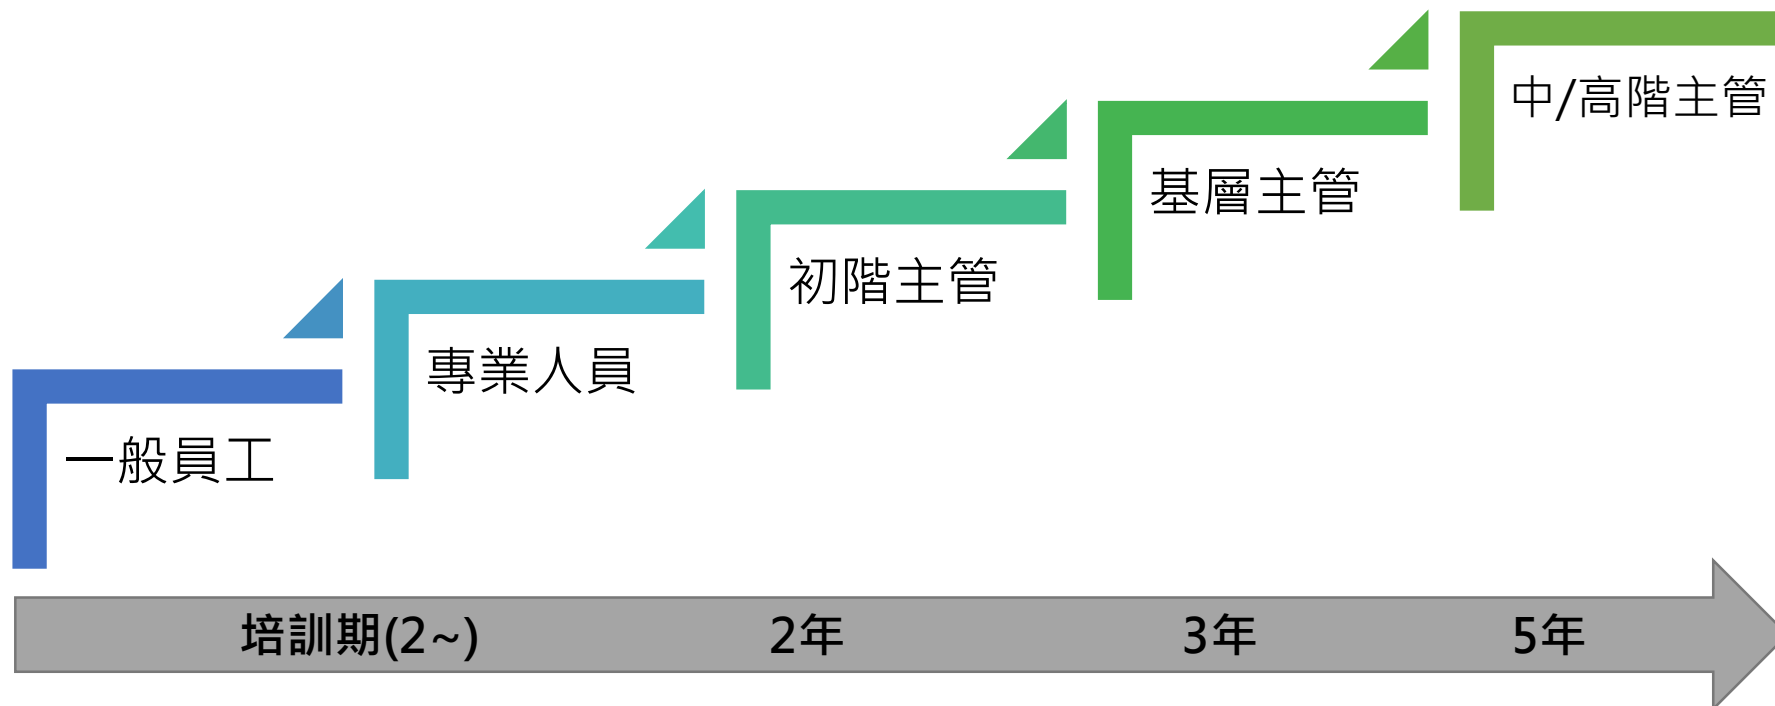 中/高階主管
基層主管
初階主管
專業人員
一般員工
培訓期(2~) 2年 3年 5年